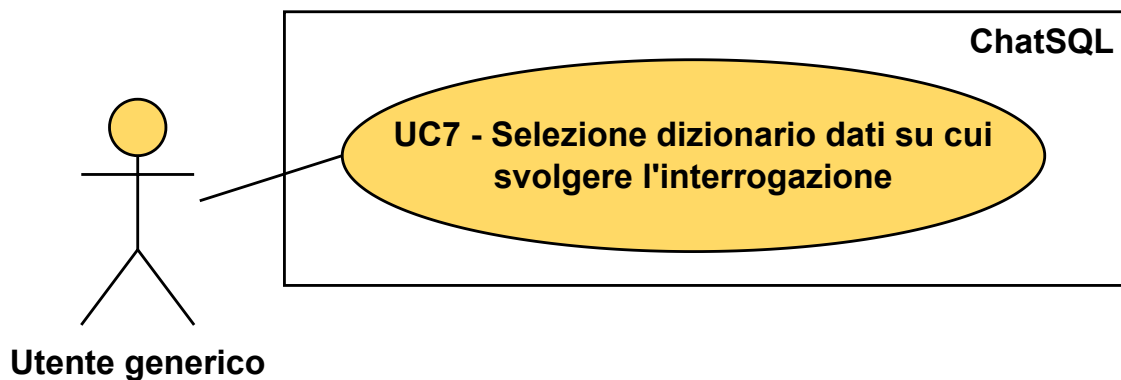 ChatSQL
UC7 - Selezione dizionario dati su cui
svolgere l'interrogazione
Utente generico